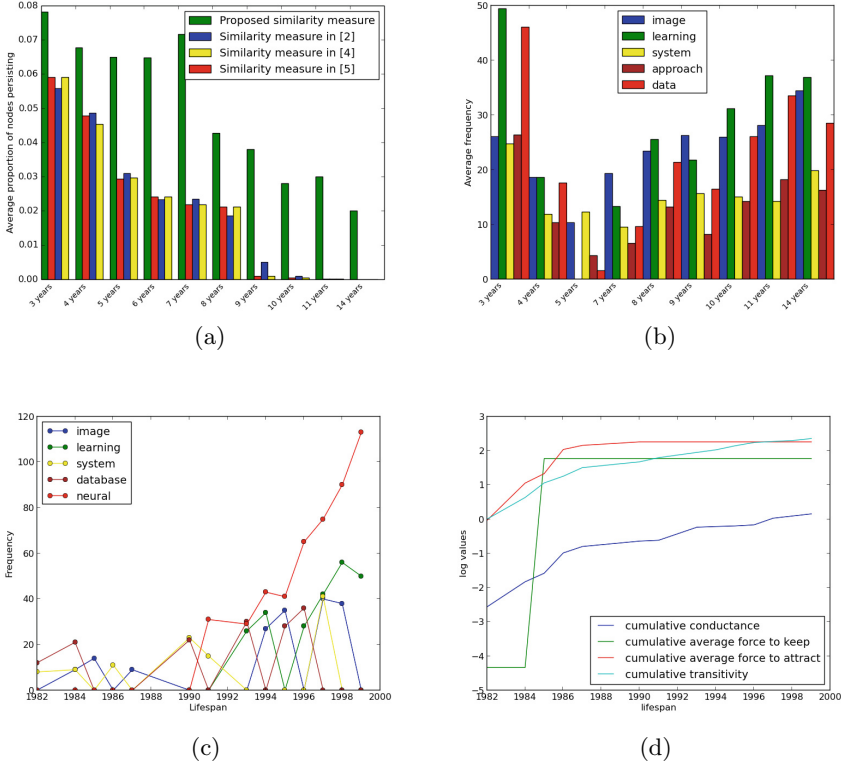 0.08
0.07
0.06
0.05
0.04
0.03
0.02
0.01
0.00
Average proportion of nodes persisting
Proposed similarity measure
Similarity measure in [2]
Similarity measure in [4]
Similarity measure in [5]
3 years
4 years
5 years
6 years
7 years
8 years
9 years
10 years
11 years
14 years
(a)
50
40
30
20
10
0
Average frequency
image
learning
system
approach
data
3 years
4 years
5 years
6 years
7 years
8 years
9 years
10 years
11 years
14 years
(b)
120
100
80
60
40
20
0
Frequency
image
learning
system
database
neural
1982
1984
1986
1988
1990
1992
1994
1996
1998
2000
Lifespan
(c)
3
2
1
0
−1
−2
−3
−4
−5
log values
cumulative conductance
cumulative average force to keep
cumulative average force to attract
cumulative transitivity
1982
1984
1986
1988
1990
1992
1994
1996
1998
2000
lifespan
(d)